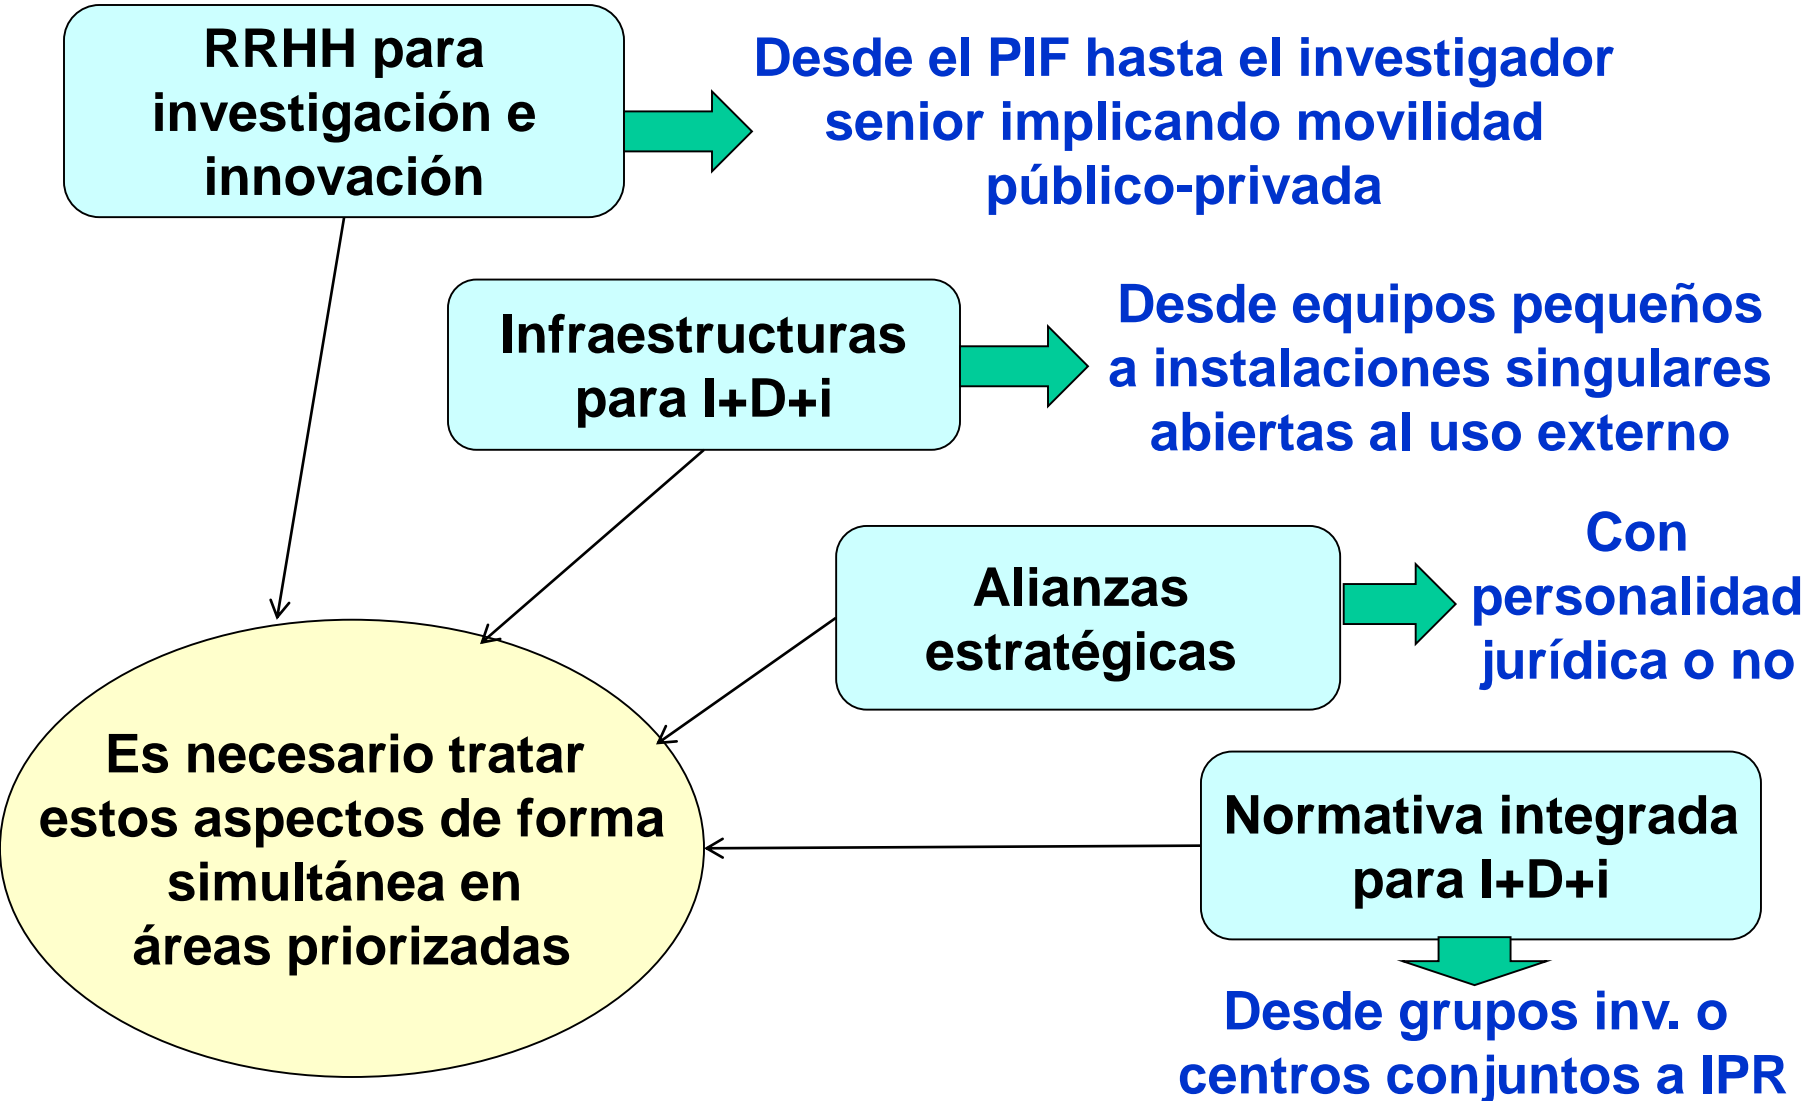 RRHH para
investigación e
innovación
Desde el PIF hasta el investigador
senior implicando movilidad
público-privada
Infraestructuras
para I+D+i
Desde equipos pequeños
a instalaciones singulares
abiertas al uso externo
Alianzas
estratégicas
Con
personalidad
jurídica o no
Es necesario tratar
estos aspectos de forma
simultánea en
áreas priorizadas
Normativa integrada
para I+D+i
Desde grupos inv. o
centros conjuntos a IPR